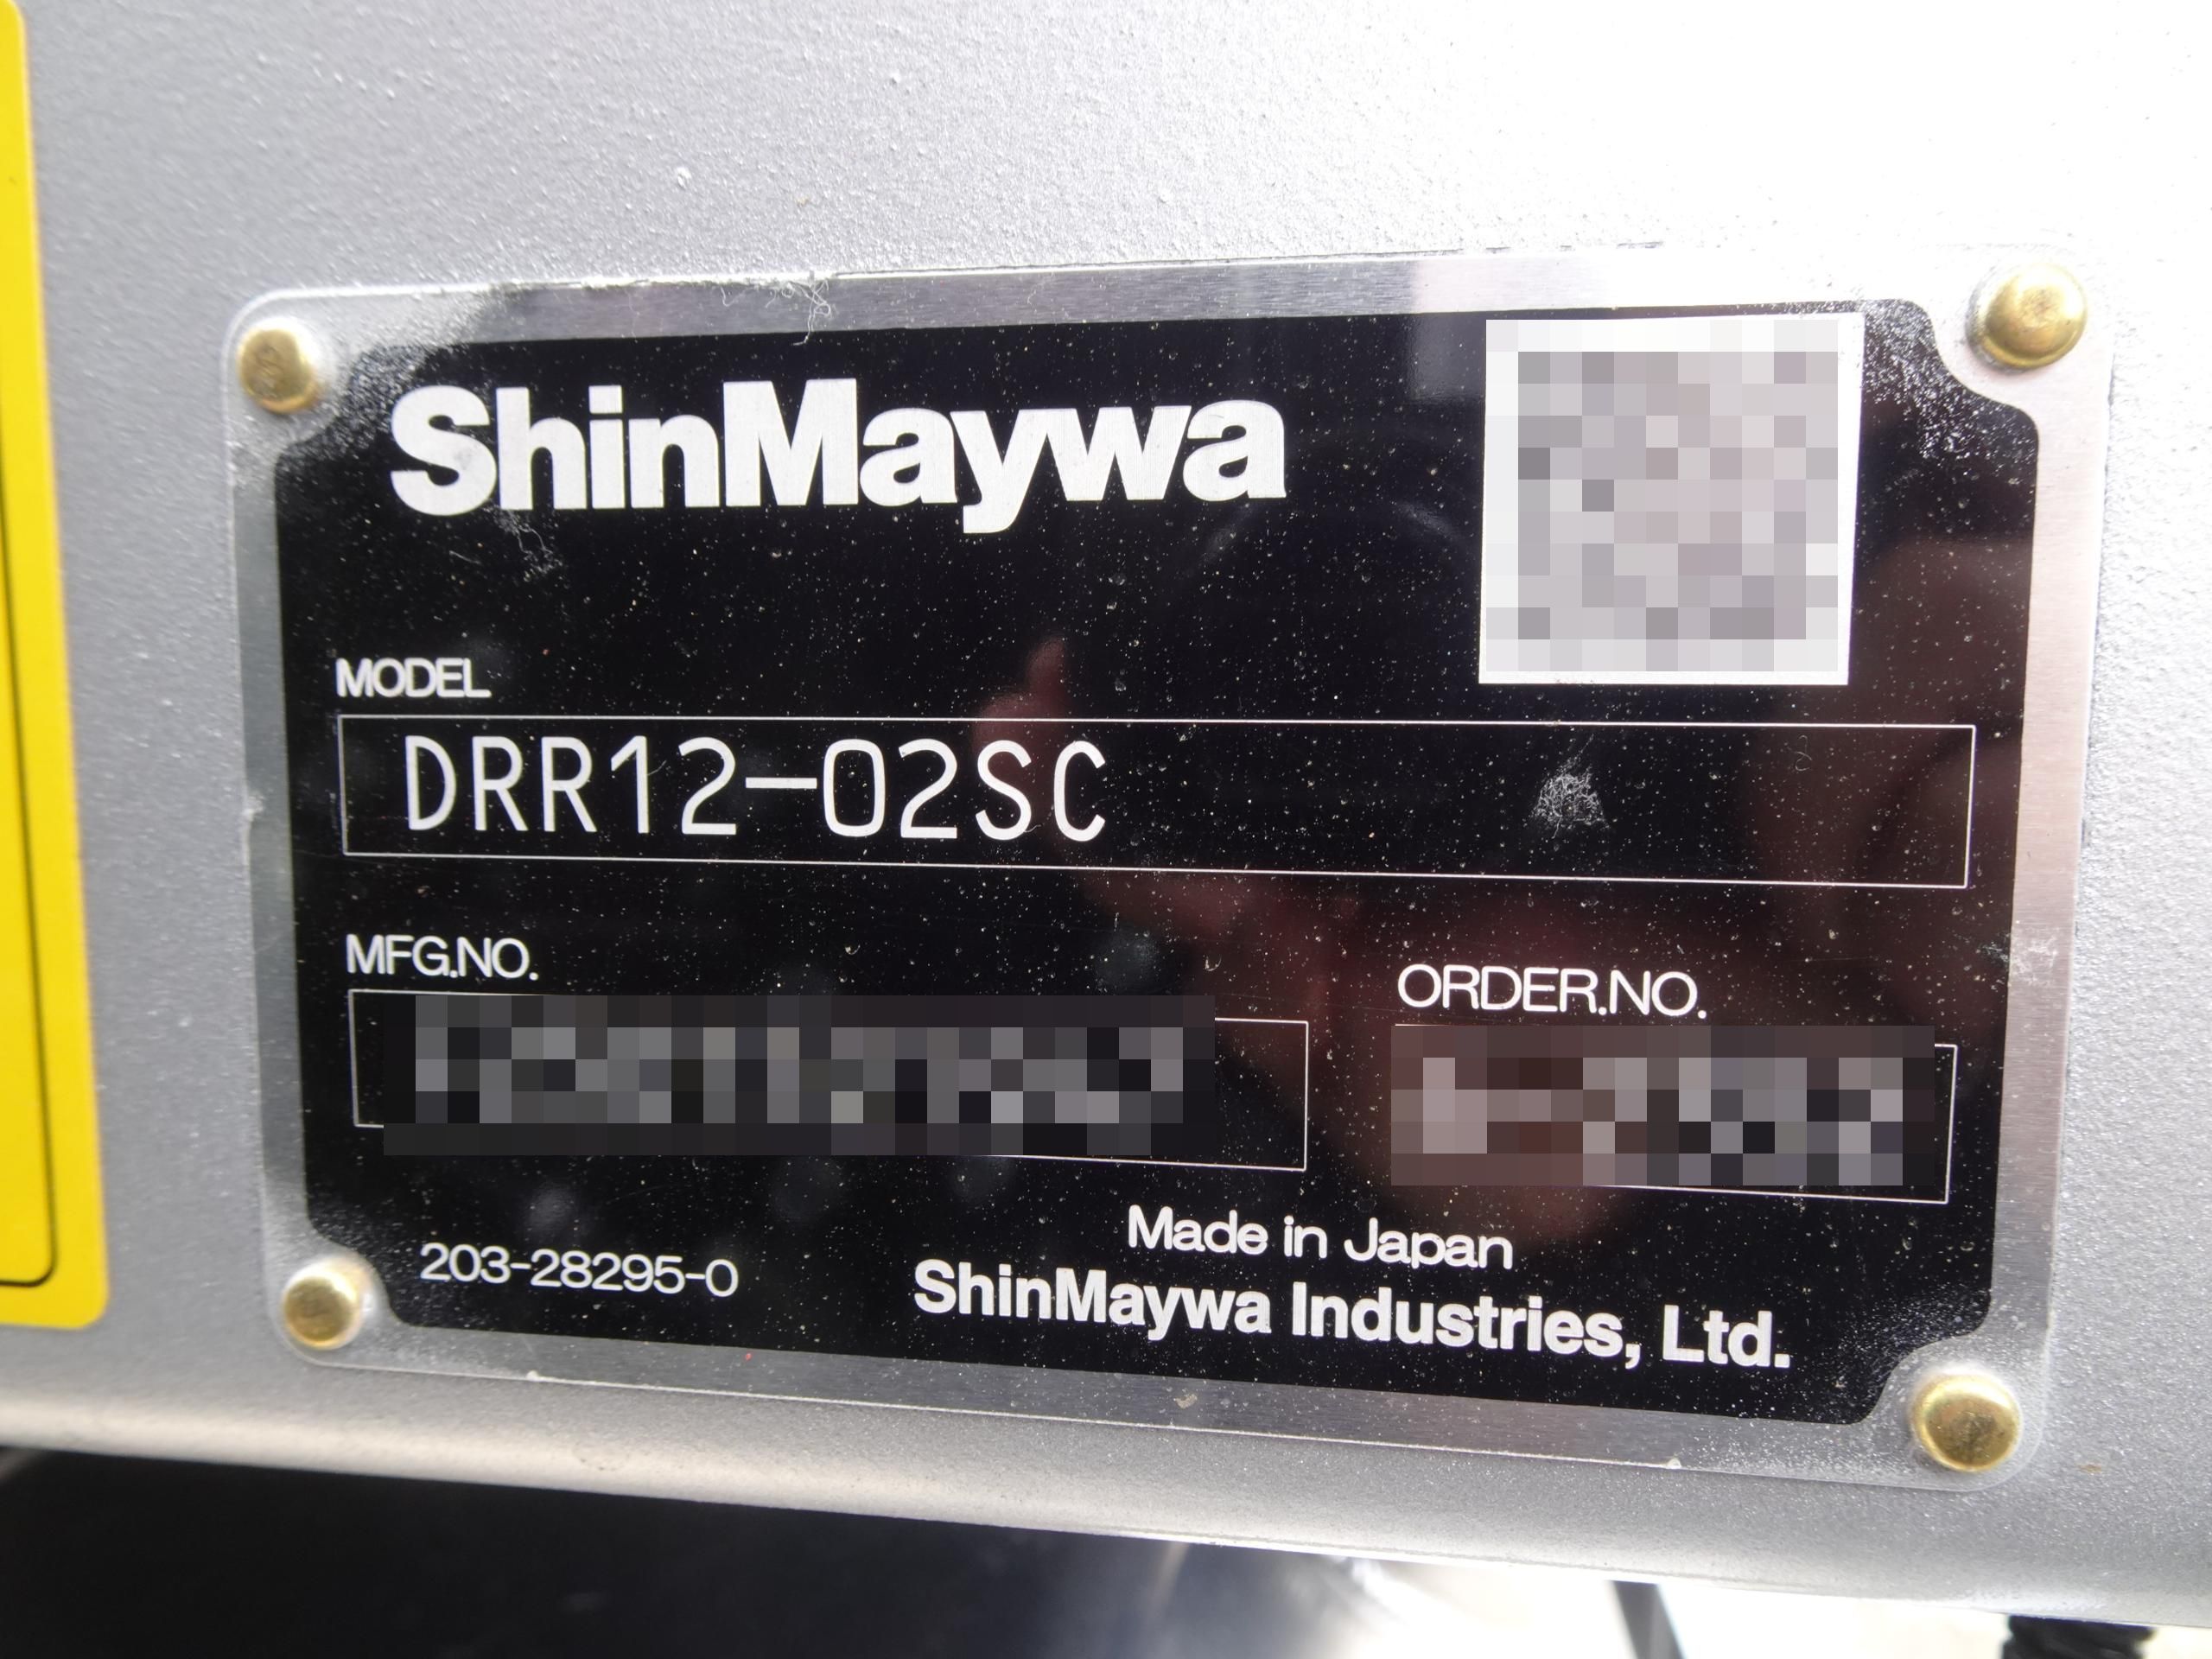 ShinMaywa
MODEL
DRR12-02SC
MFG.NO.
ORDER.NO.
Made in Japan
203-28295-0
ShinMaywa Industries, Ltd.